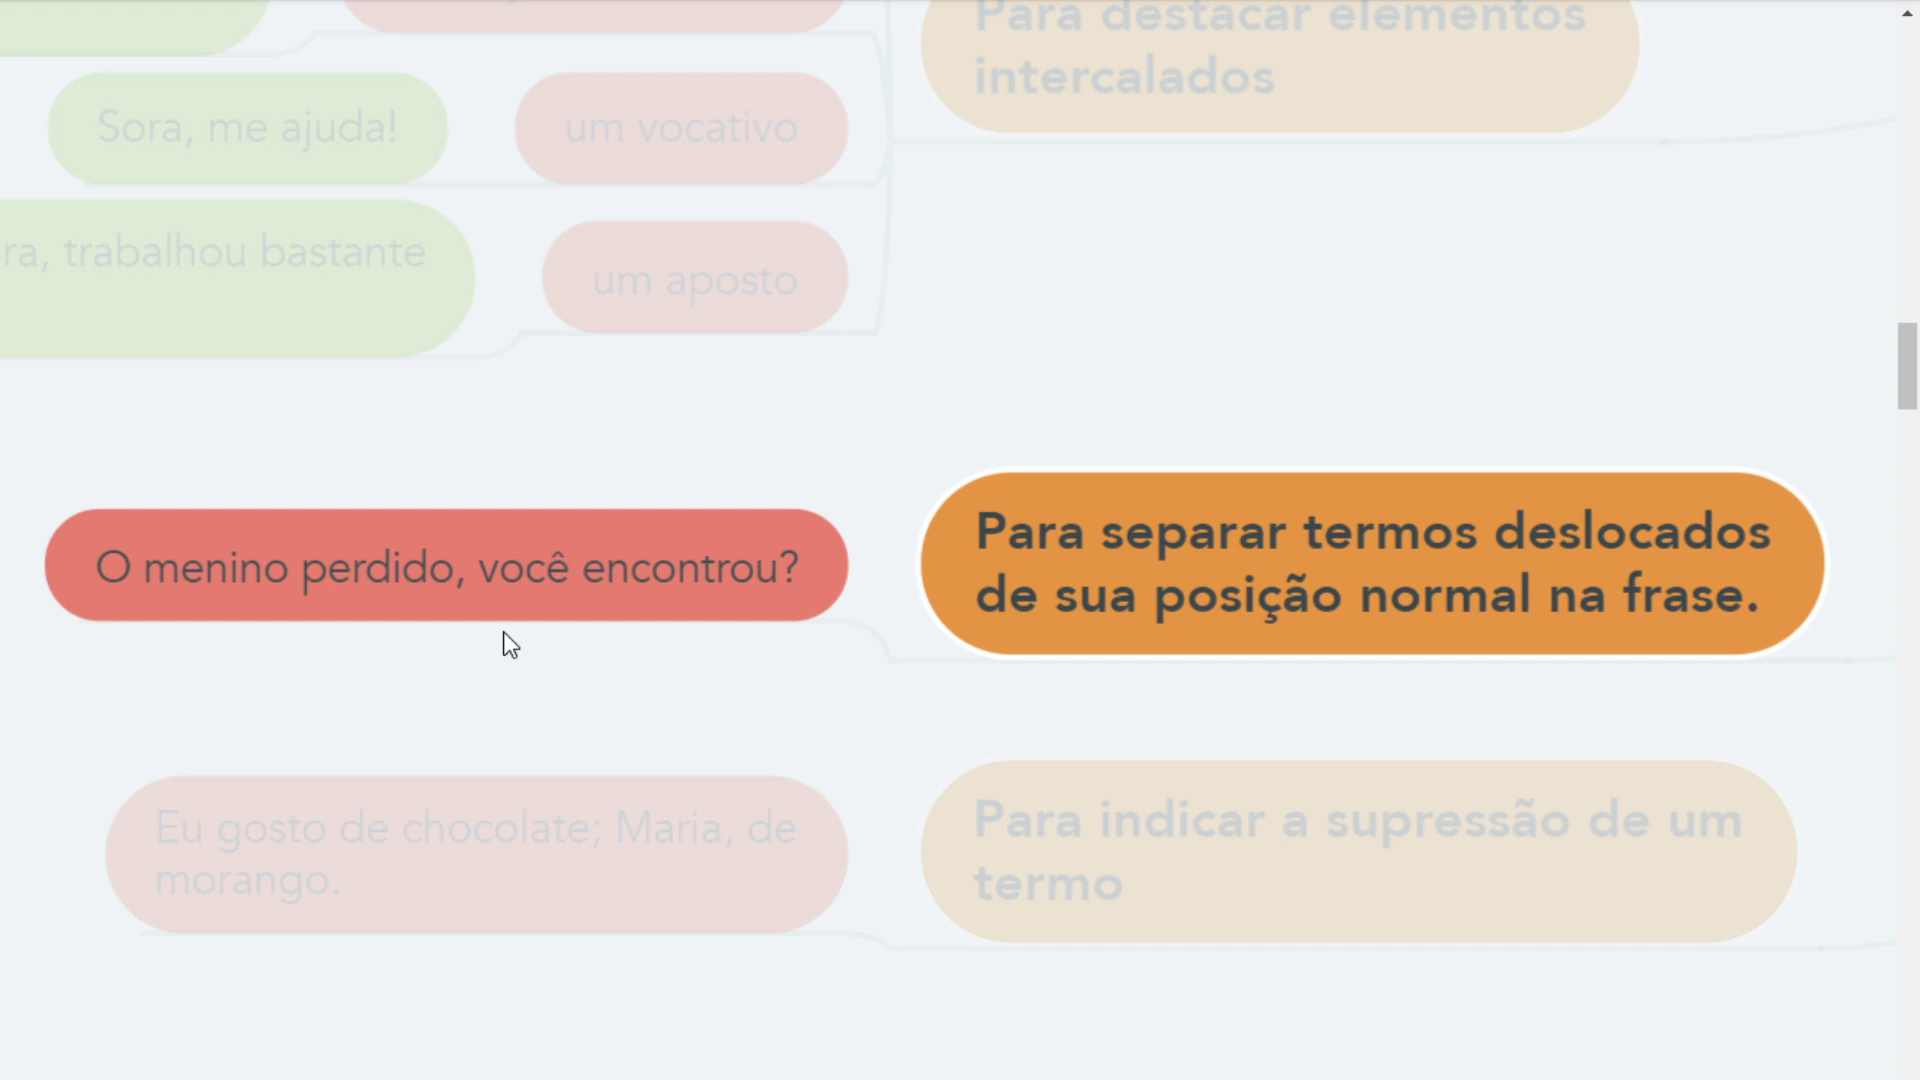 Para destacar elementos
intercalados
Sora, me ajuda!
um vocativo
ra, trabalhou bastante
um aposto
O menino perdido, você encontrou?
Para separar termos deslocados
de sua posição normal na frase.
Eu gosto de chocolate; Maria, de
morango.
Para indicar a supressão de um
termo